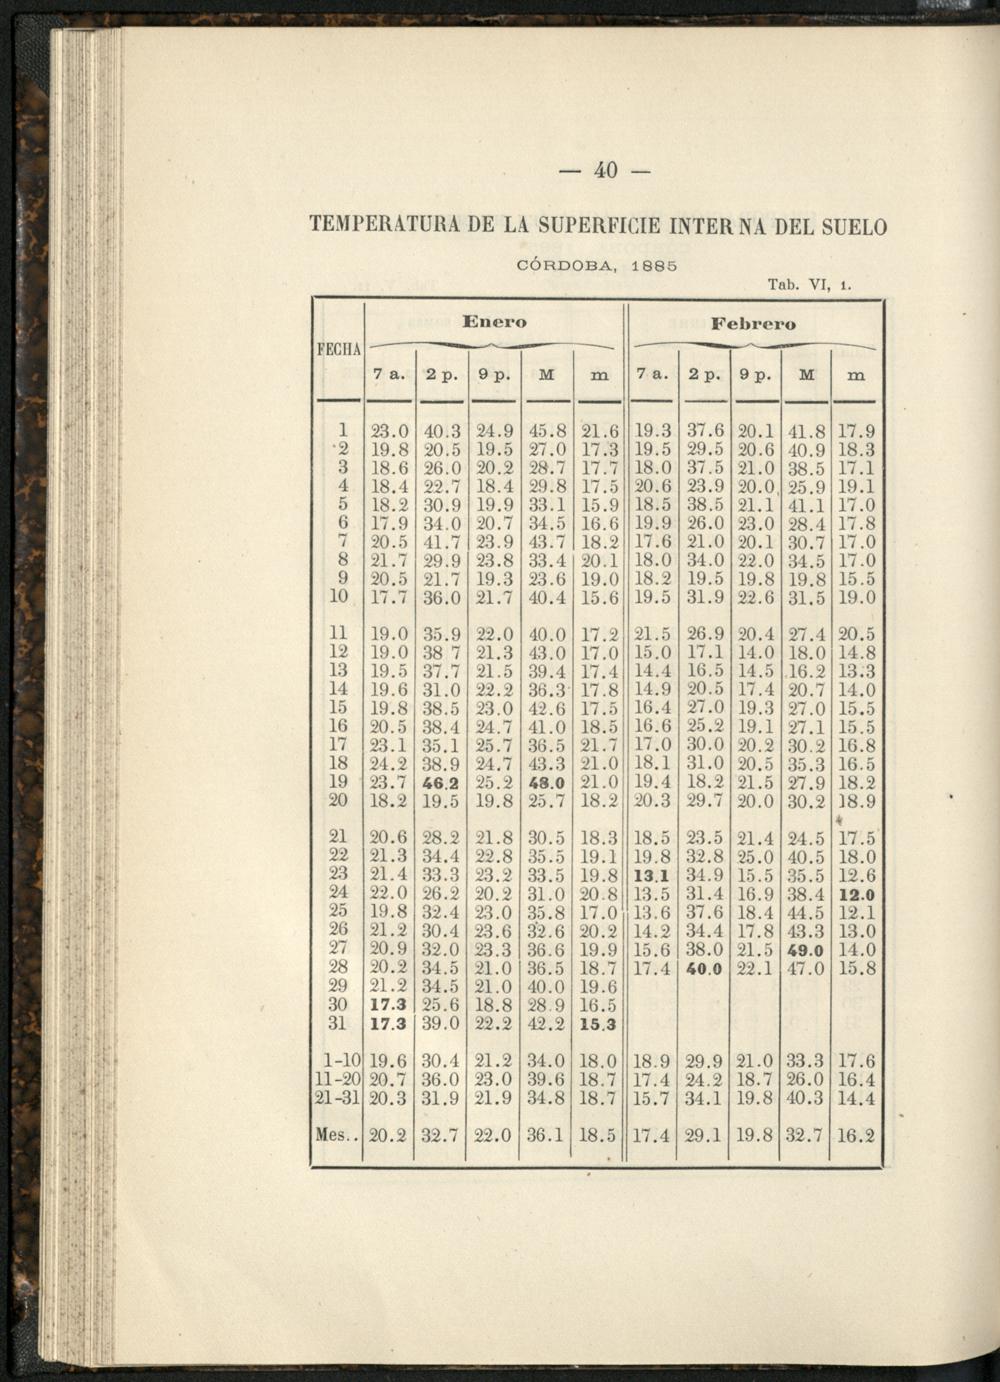 — 40 —
TEMPERATURA DE LA SUPERFICIE INTER NA DEL SUELO
CÓRDOBA, 1885
Tab. VI, 1.
FECHA Enero Febrero
7 a. 2 p. 9 p. M m 7 a. 2 p. 9 p. M m
1 23.0 40.3 24.9 45.8 21.6 19.3 37.6 20.1 41.8 17.9
2 19.8 20.5 19.5 27.0 17.3 19.5 29.5 20.6 40.9 18.3
3 18.6 26.0 20.2 28.7 17.7 18.0 37.5 21.0 38.5 17.1
4 18.4 22.7 18.4 29.8 17.5 20.6 23.9 20.0 25.9 19.1
5 18.2 30.9 19.9 33.1 15.9 18.5 38.5 21.1 41.1 17.0
6 17.9 34.0 20.7 34.5 16.6 19.9 26.0 23.0 28.4 17.8
7 20.5 41.7 23.9 43.7 18.2 17.6 21.0 20.1 30.7 17.0
8 21.7 29.9 23.8 33.4 20.1 18.0 34.0 22.0 34.5 17.0
9 20.5 21.7 19.3 23.6 19.0 18.2 19.5 19.8 19.8 15.5
10 17.7 36.0 21.7 40.4 15.6 19.5 31.9 22.6 31.5 19.0
11 19.0 35.9 22.0 40.0 17.2 21.5 26.9 20.4 27.4 20.5
12 19.0 38 7 21.3 43.0 17.0 15.0 17.1 14.0 18.0 14.8
13 19.5 37.7 21.5 39.4 17.4 14.4 16.5 14.5 16.2 13.3
14 19.6 31.0 22.2 36.3 17.8 14.9 20.5 17.4 20.7 14.0
15 19.8 38.5 23.0 42.6 17.5 16.4 27.0 19.3 27.0 15.5
16 20.5 38.4 24.7 41.0 18.5 16.6 25.2 19.1 27.1 15.5
17 23.1 35.1 25.7 36.5 21.7 17.0 30.0 20.2 30.2 16.8
18 24.2 38.9 24.7 43.3 21.0 18.1 31.0 20.5 35.3 16.5
19 23.7 46.2 25.2 48.0 21.0 19.4 18.2 21.5 27.9 18.2
20 18.2 19.5 19.8 25.7 18.2 20.3 29.7 20.0 30.2 18.9
21 20.6 28.2 21.8 30.5 18.3 18.5 23.5 21.4 24.5 17.5
22 21.3 34.4 22.8 35.5 19.1 19.8 32.8 25.0 40.5 18.0
23 21.4 33.3 23.2 33.5 19.8 13.1 34.9 15.5 35.5 12.6
24 22.0 26.2 20.2 31.0 20.8 13.5 31.4 16.9 38.4 12.0
25 19.8 32.4 23.0 35.8 17.0 13.6 37.6 18.4 44.5 12.1
26 21.2 30.4 23.6 32.6 20.2 14.2 34.4 17.8 43.3 13.0
27 20.9 32.0 23.3 36.6 19.9 15.6 38.0 21.5 49.0 14.0
28 20.2 34.5 21.0 36.5 18.7 17.4 40.0 22.1 47.0 15.8
29 21.2 34.5 21.0 40.0 19.6
30 17.3 25.6 18.8 28.9 16.5
31 17.3 39.0 22.2 42.2 15.3
1-10 19.6 30.4 21.2 34.0 18.0 18.9 29.9 21.0 33.3 17.6
11-20 20.7 36.0 23.0 39.6 18.7 17.4 24.2 18.7 26.0 16.4
21-31 20.3 31.9 21.9 34.8 18.7 15.7 34.1 19.8 40.3 14.4
Mes.. 20.2 32.7 22.0 36.1 18.5 17.4 29.1 19.8 32.7 16.2